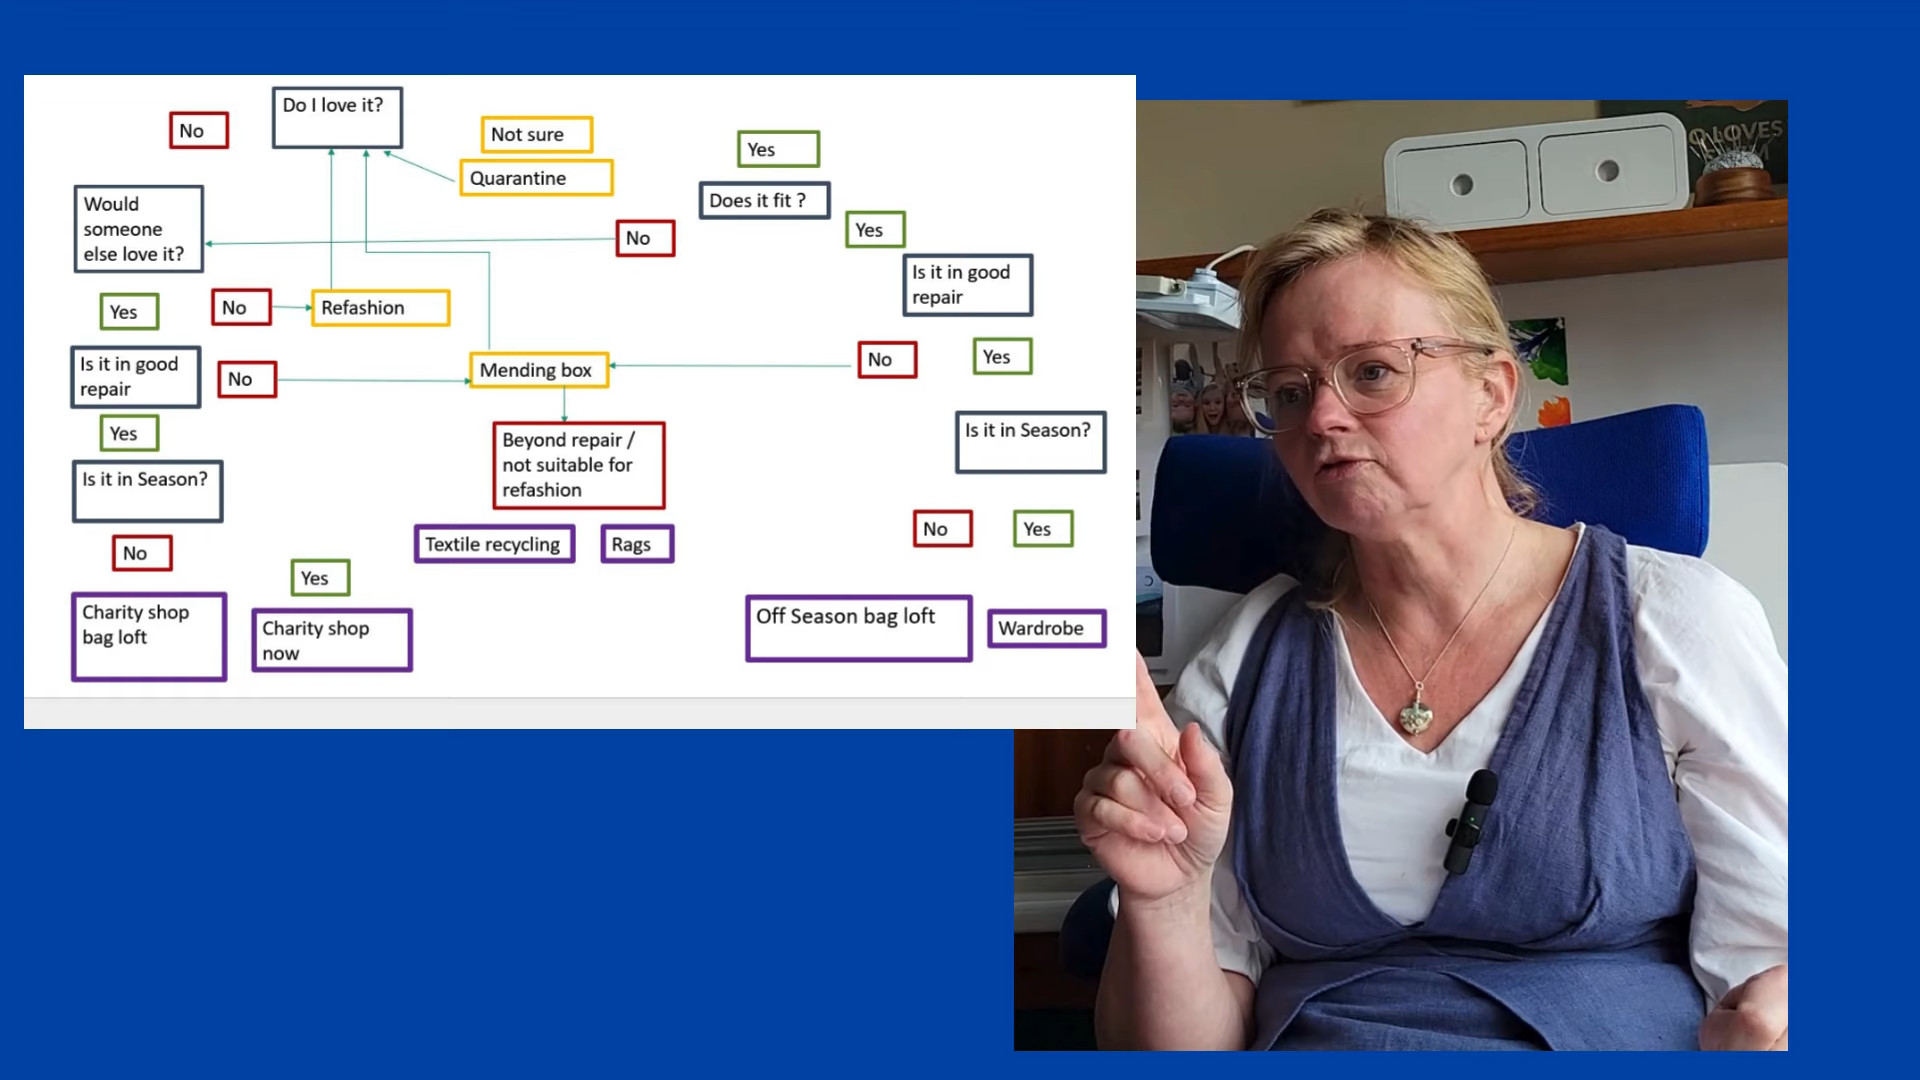 Do I love it?
No
Not sure
Quarantine
Yes
Does it fit ?
Would
someone
else love it?
No
Yes
Is it in good
repair
Yes
No
Refashion
Is it in good
repair
No
Mending box
No
Yes
Yes
Beyond repair /
not suitable for
refashion
Is it in Season?
Is it in Season?
No
Textile recycling
Rags
No
Yes
Yes
Charity shop
bag loft
Charity shop
now
Off Season bag loft
Wardrobe
LOVES